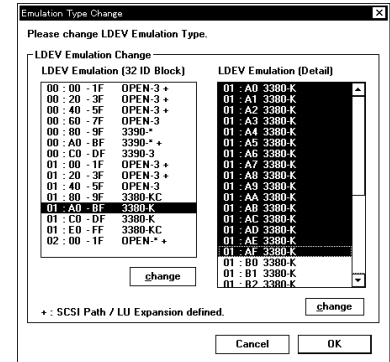 Emulation Type Change
Please change LDEV Emulation Type.
LDEV Emulation Change
LDEV Emulation (32 ID Block)
00 : 00 - 1F OPEN-3 +
00 : 20 - 3F OPEN-3 +
00 : 40 - 5F OPEN-3 +
00 : 60 - 7F OPEN-3
00 : 80 - 9F 3390-*
00 : A0 - BF 3390-* +
00 : C0 - DF 3390-3
01 : 00 - 1F OPEN-3 +
01 : 20 - 3F OPEN-3 +
01 : 40 - 5F OPEN-3
01 : 80 - 9F 3380-KC
01 : A0 - BF 3380-K
01 : C0 - DF 3380-K
01 : E0 - FF 3380-KC
02 : 00 - 1F OPEN-* +
change
LDEV Emulation (Detail)
01 : A0 3380-K
01 : A1 3380-K
01 : A2 3380-K
01 : A3 3380-K
01 : A4 3380-K
01 : A5 3380-K
01 : A6 3380-K
01 : A7 3380-K
01 : A8 3380-K
01 : A9 3380-K
01 : AA 3380-K
01 : AB 3380-K
01 : AC 3380-K
01 : AD 3380-K
01 : AE 3380-K
01 : AF 3380-K
01 : B0 3380-K
01 : B1 3380-K
01 : B2 3380-K
change
+ : SCSI Path / LU Expansion defined.
Cancel
OK